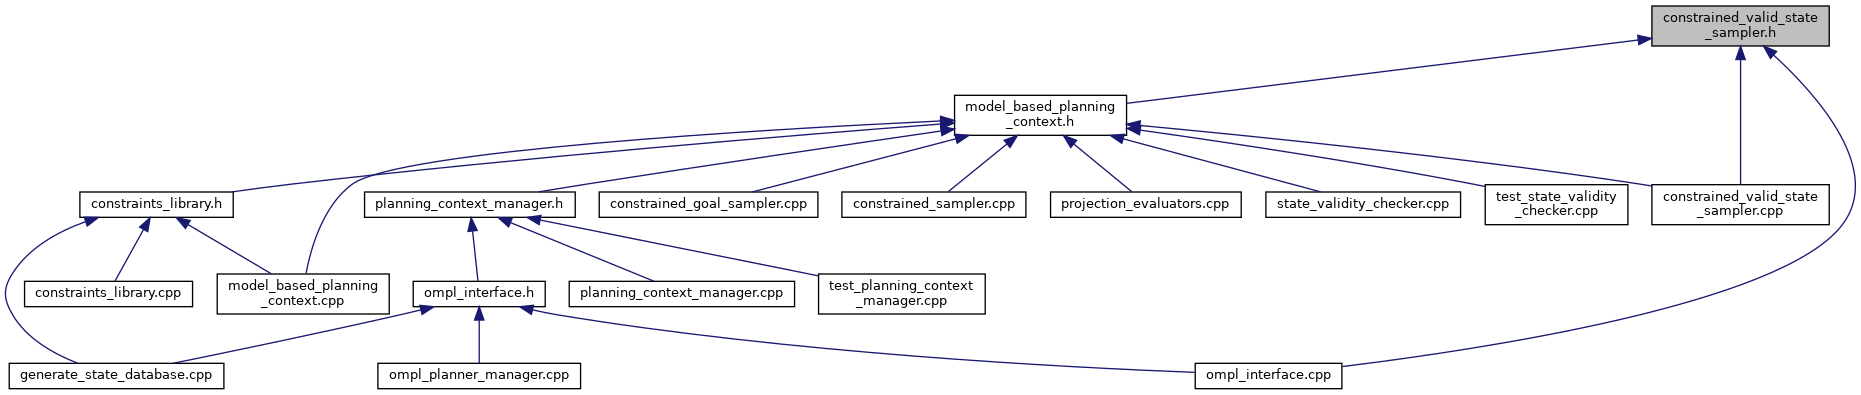 constrained_valid_state
_sampler.h
model_based_planning
_context.h
constraints_library.h
planning_context_manager.h
constrained_goal_sampler.cpp
constrained_sampler.cpp
projection_evaluators.cpp
state_validity_checker.cpp
test_state_validity
_checker.cpp
constrained_valid_state
_sampler.cpp
constraints_library.cpp
model_based_planning
_context.cpp
ompl_interface.h
planning_context_manager.cpp
test_planning_context
_manager.cpp
generate_state_database.cpp
ompl_planner_manager.cpp
ompl_interface.cpp